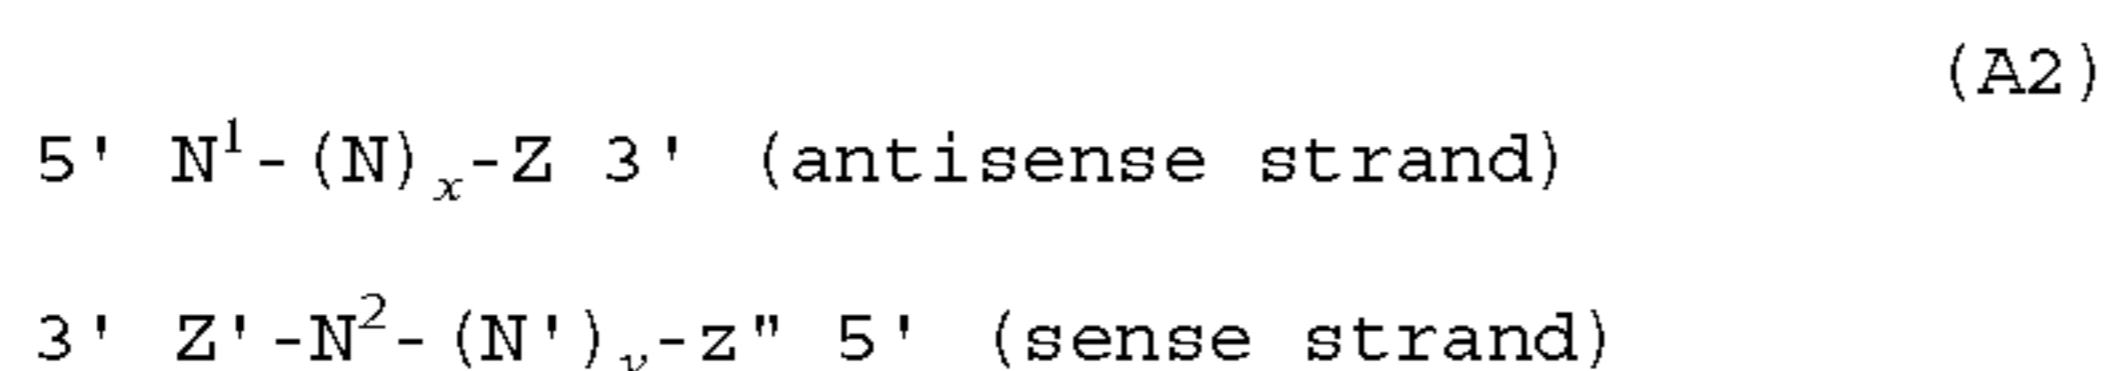 (A2)
5' N¹-(N)ₓ-Z 3' (antisense strand)
3' Z'-N²-(N')y-z" 5' (sense strand)